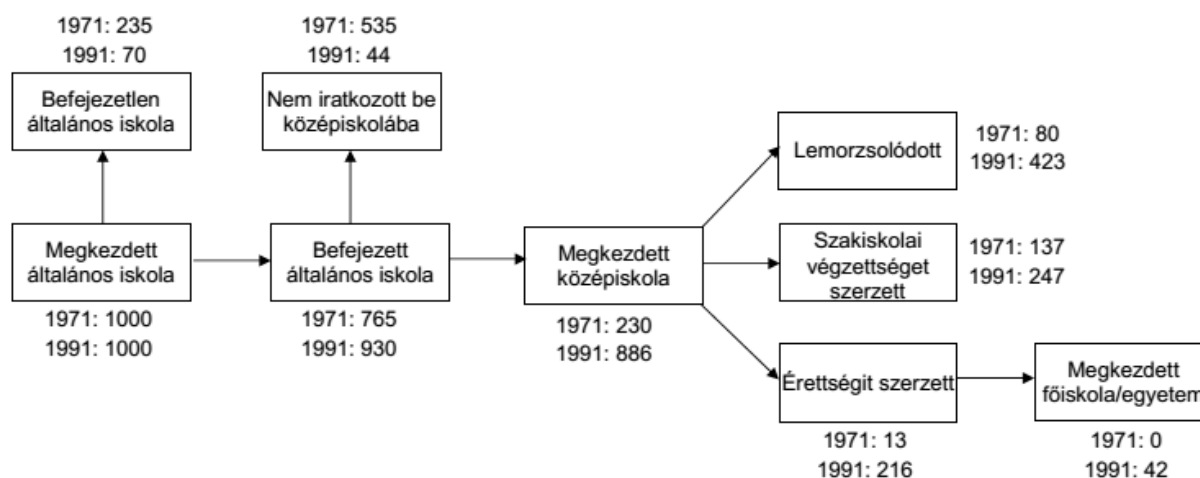 1971: 235
1991: 70
Befejezetlen
általános iskola
1971: 535
1991: 44
Nem iratkozott be
középiskolába
Lemorzsolódott
1971: 80
1991: 423
Megkezdett
általános iskola
1971: 1000
1991: 1000
Befejezett
általános iskola
1971: 765
1991: 930
Megkezdett
középiskola
1971: 230
1991: 886
Szakiskolai
végzettséget
szerzett
1971: 137
1991: 247
Érettségit szerzett
1971: 13
1991: 216
Megkezdett
főiskola/egyetem
1971: 0
1991: 42